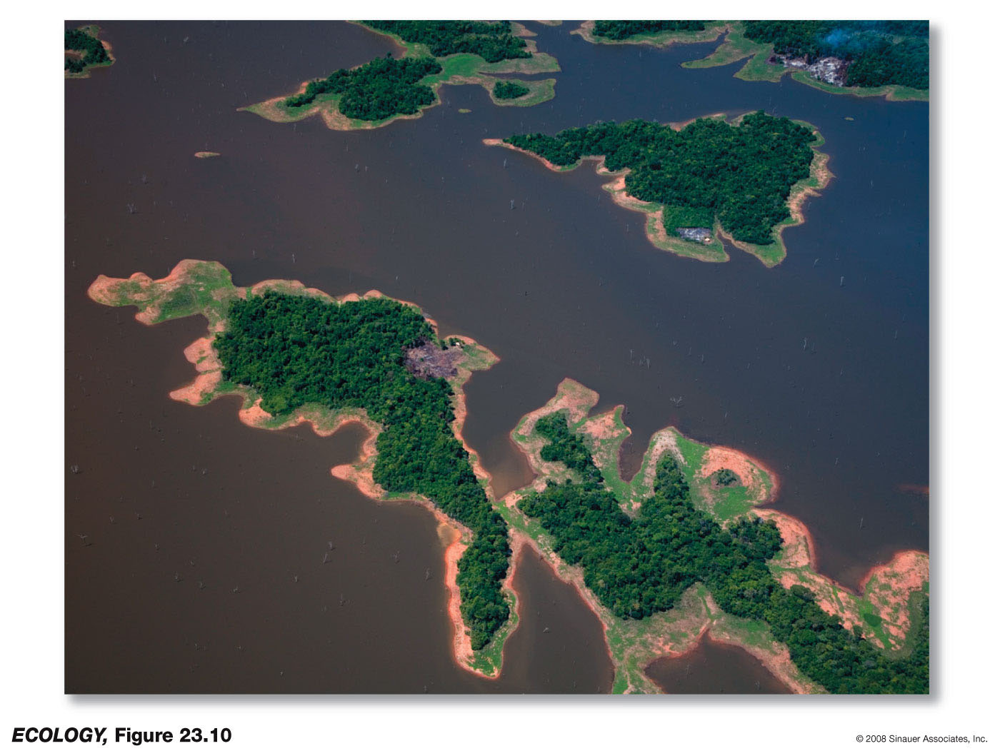 ECOLOGY, Figure 23.10
© 2008 Sinauer Associates, Inc.